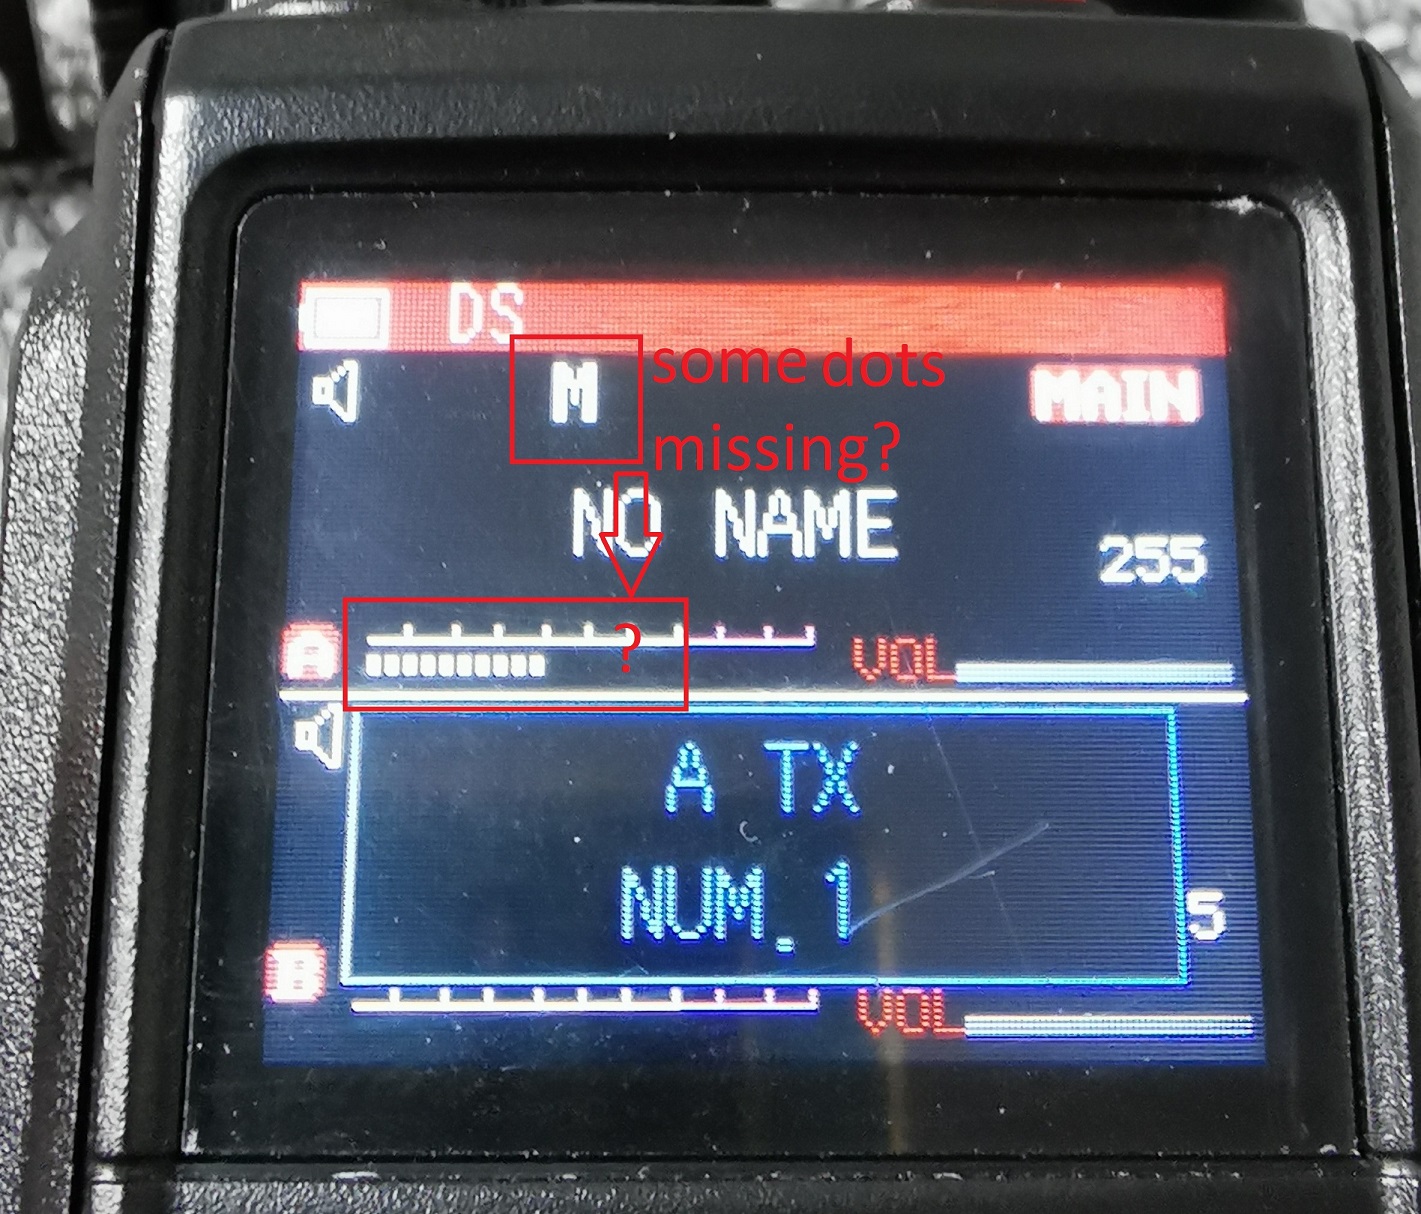 DS
M
some dots
missing?
MAIN
NO NAME
255
A
?
VOL
A TX
NUM. 1
5
B
VOL